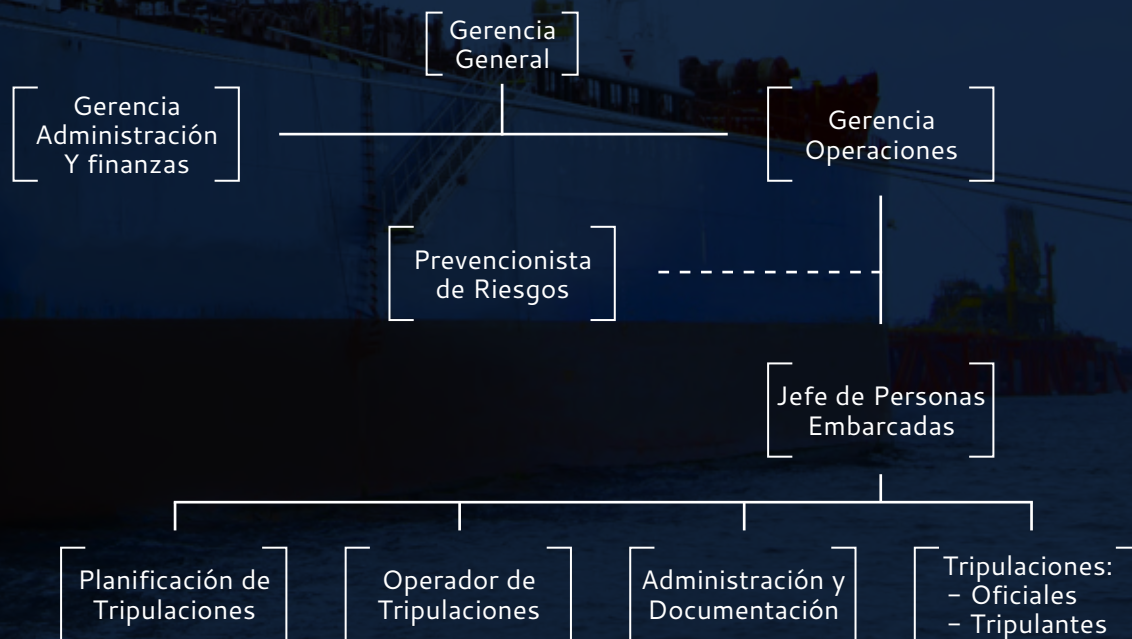 Gerencia
General
Gerencia
Administración
Y finanzas
Gerencia
Operaciones
Prevencionista
de Riesgos
Jefe de Personas
Embarcadas
Planificación de
Tripulaciones
Operador de
Tripulaciones
Administración y
Documentación
Tripulaciones:
- Oficiales
- Tripulantes